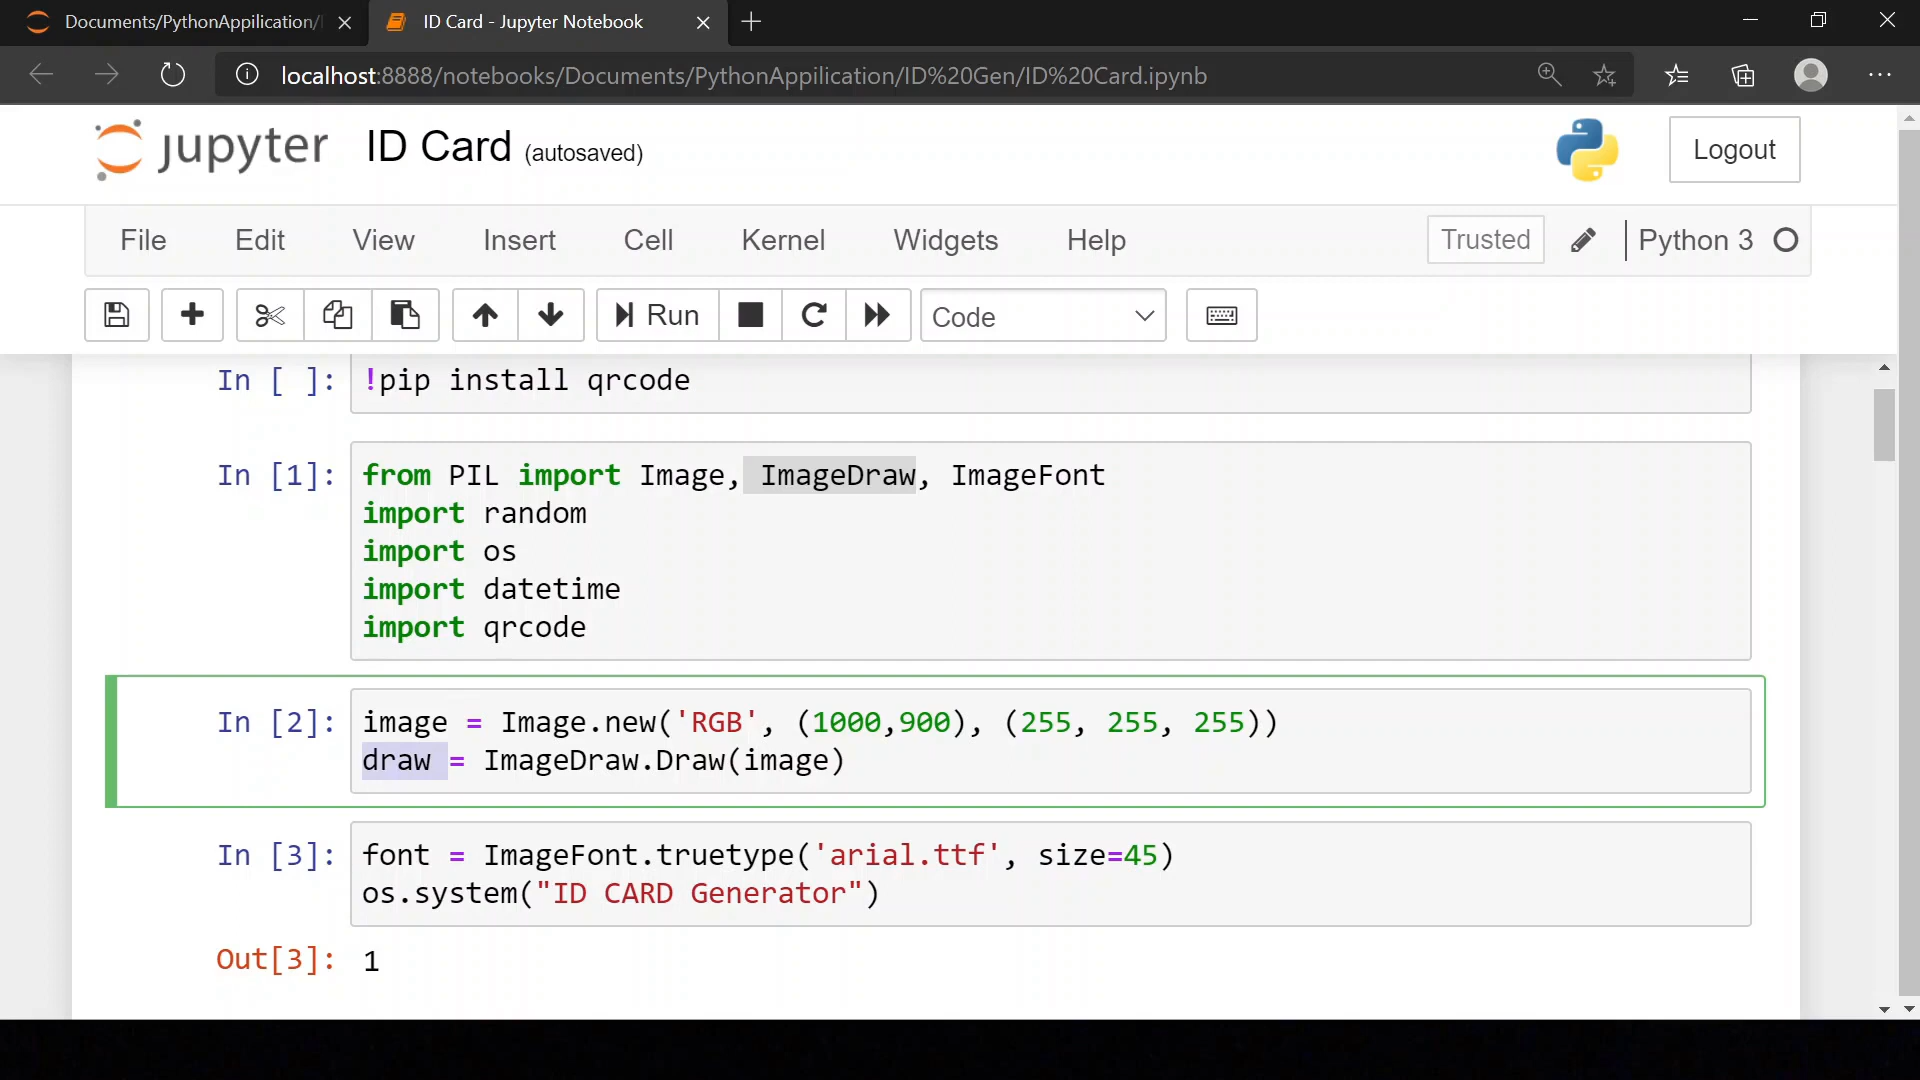 Documents/PythonAppilication/
ID Card - Jupyter Notebook
localhost:8888/notebooks/Documents/PythonAppilication/ID%20Gen/ID%20Card.ipynb
jupyter ID Card (autosaved)
Logout
File Edit View Insert Cell Kernel Widgets Help Trusted Python 3
Run Code
In [ ]: !pip install qrcode
In [1]: from PIL import Image, ImageDraw, ImageFont
import random
import os
import datetime
import qrcode
In [2]: image = Image.new('RGB', (1000,900), (255, 255, 255))
draw = ImageDraw.Draw(image)
In [3]: font = ImageFont.truetype('arial.ttf', size=45)
os.system("ID CARD Generator")
Out[3]: 1